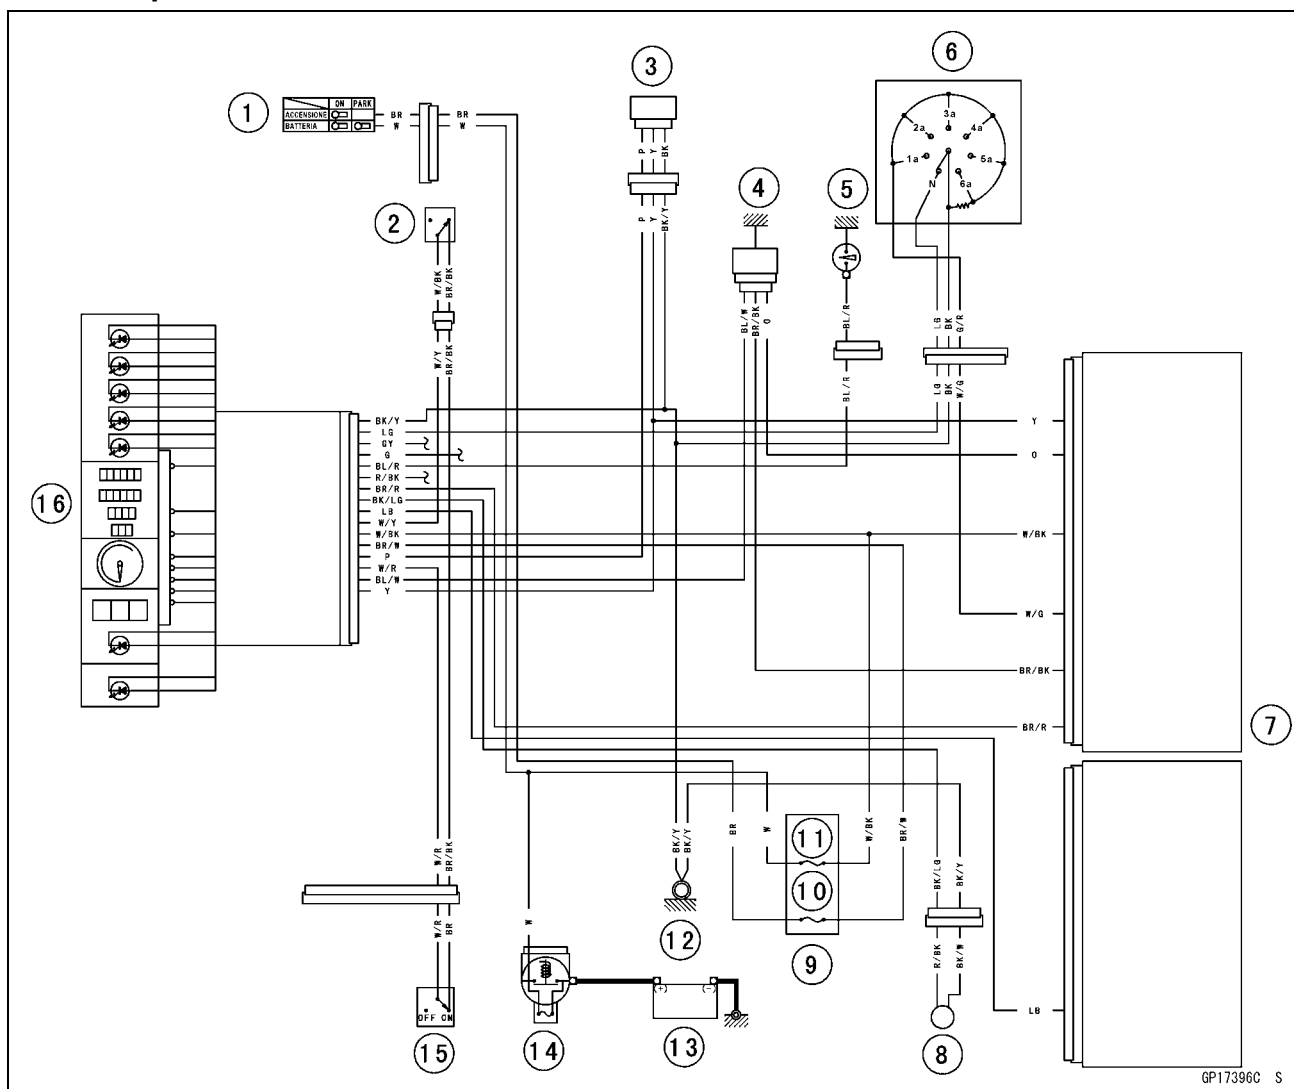 3
6
1
ON PARK
ACCENSIONE
BATTERIA
BR
W
BR
W
P
Y
BK
3a
2a
4a
1a
5a
N
6a
4
5
2
P
Y
BK/Y
W/BK
BR/BK
BL/W
BR/BK
O
BL/R
LG
BK
G/R
W/Y
BR/BK
BL/R
LG
BK
W/G
16
BK/Y
LG
GY
G
BL/R
R/BK
BR/R
BK/LG
LB
W/Y
W/BK
BR/W
P
W/R
BL/W
Y
Y
O
W/BK
W/G
BR/BK
BR/R
7
BR
W
11
10
W/BK
BR/W
BK/Y
BK/Y
W/R
BR/BK
BK/LG
BK/Y
W/R
BR
W
12
9
R/BK
BK/W
(+)
(-)
OFF ON
LB
15
14
13
8
GP17396C S